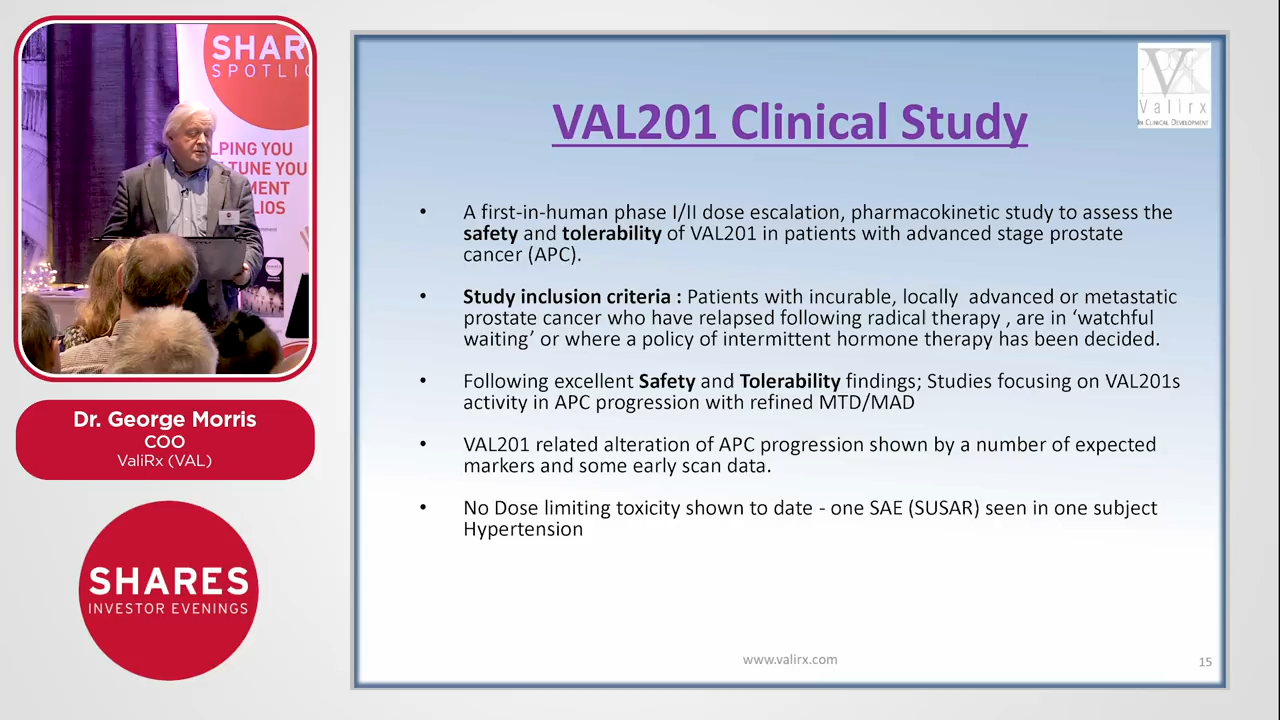 SHAR
SPOTLIG
LPING YOU
TUNE YOU
MENT
LIOS
Dr. George Morris
COO
ValiRx (VAL)
SHARES
INVESTOR EVENINGS
Valirx
IN CLINICAL DEVELOPMENT
VAL201 Clinical Study
• A first-in-human phase I/II dose escalation, pharmacokinetic study to assess the
safety and tolerability of VAL201 in patients with advanced stage prostate
cancer (APC).
• Study inclusion criteria : Patients with incurable, locally advanced or metastatic
prostate cancer who have relapsed following radical therapy , are in ‘watchful
waiting’ or where a policy of intermittent hormone therapy has been decided.
• Following excellent Safety and Tolerability findings; Studies focusing on VAL201s
activity in APC progression with refined MTD/MAD
• VAL201 related alteration of APC progression shown by a number of expected
markers and some early scan data.
• No Dose limiting toxicity shown to date - one SAE (SUSAR) seen in one subject
Hypertension
www.valirx.com
15